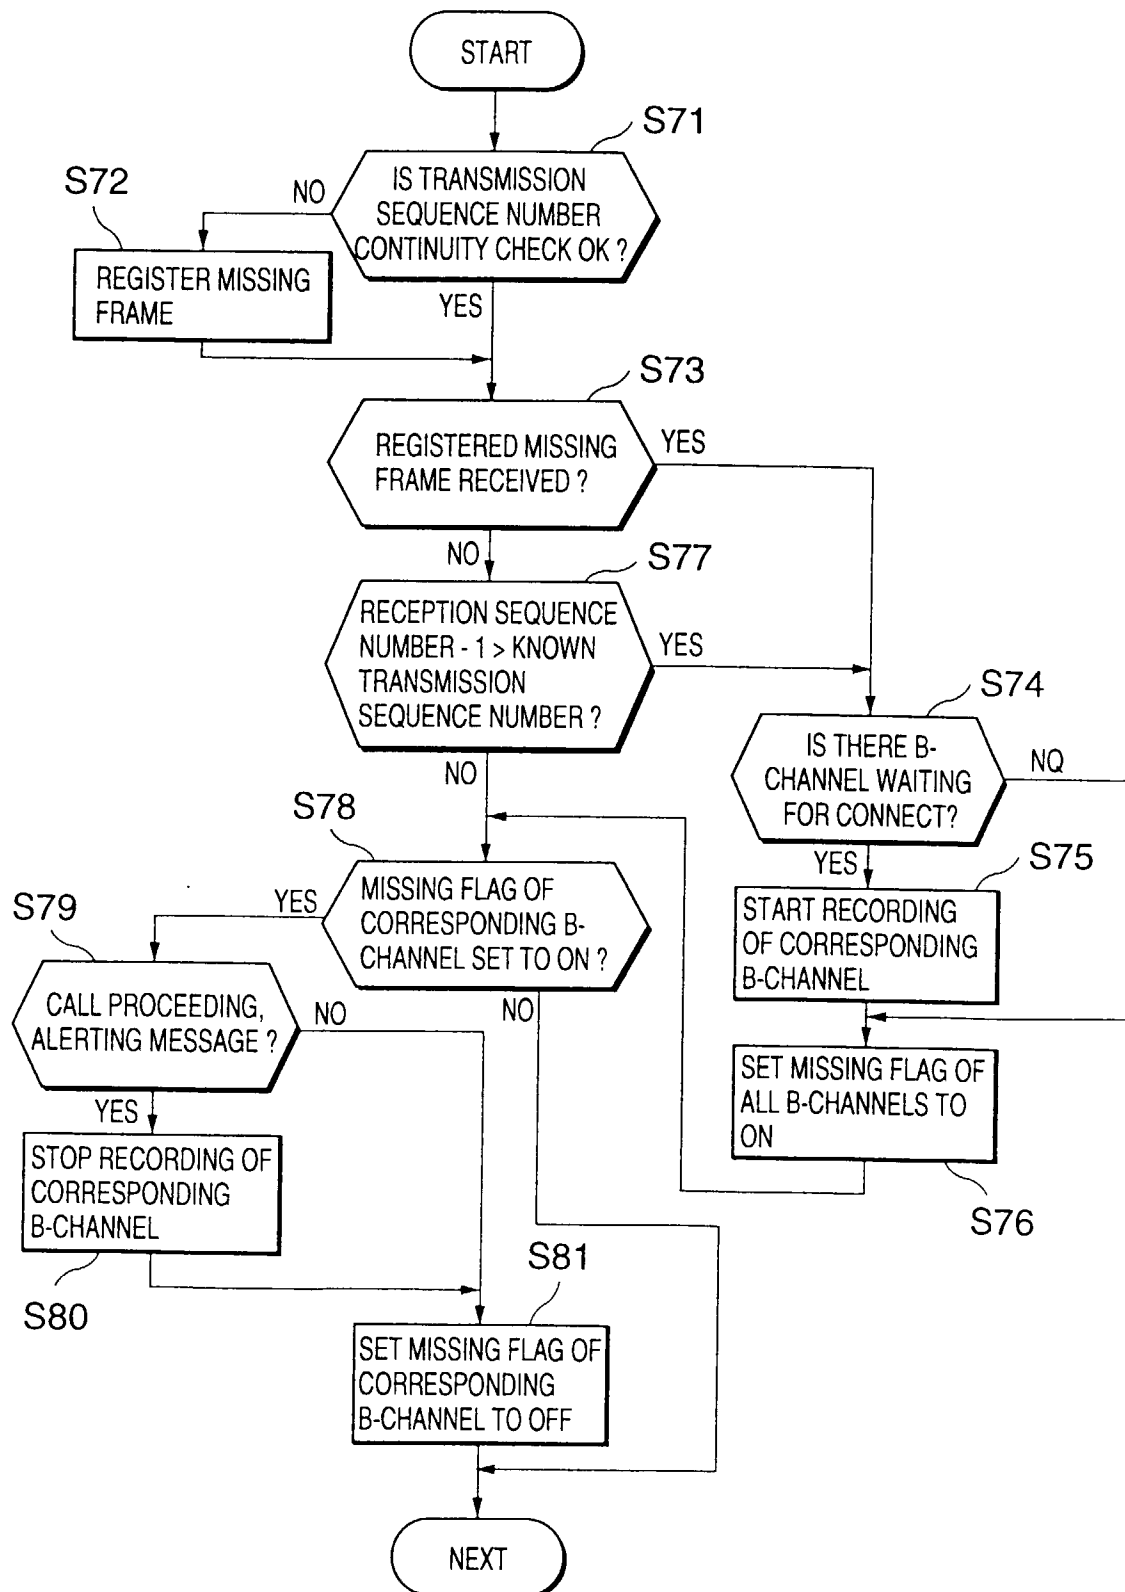 START
S71
IS TRANSMISSION
SEQUENCE NUMBER
CONTINUITY CHECK OK ?
NO
S72
REGISTER MISSING
FRAME
YES
S73
REGISTERED MISSING
FRAME RECEIVED ?
YES
NO
S77
RECEPTION SEQUENCE
NUMBER - 1 > KNOWN
TRANSMISSION
SEQUENCE NUMBER ?
YES
NO
S74
IS THERE B-
CHANNEL WAITING
FOR CONNECT?
NQ
YES
S75
START RECORDING
OF CORRESPONDING
B-CHANNEL
SET MISSING FLAG OF
ALL B-CHANNELS TO
ON
S76
S78
MISSING FLAG OF
CORRESPONDING B-
CHANNEL SET TO ON ?
YES
NO
S79
CALL PROCEEDING,
ALERTING MESSAGE ?
NO
YES
STOP RECORDING OF
CORRESPONDING
B-CHANNEL
S80
S81
SET MISSING FLAG OF
CORRESPONDING
B-CHANNEL TO OFF
NEXT